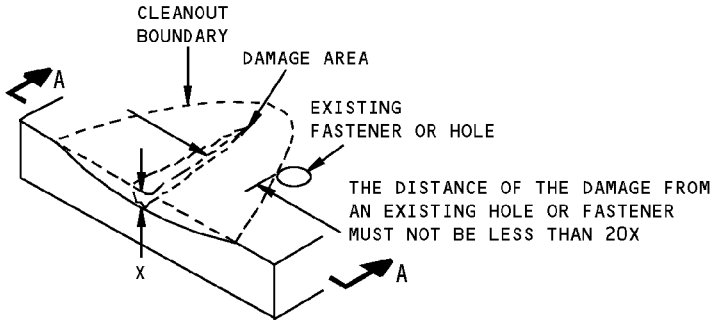 CLEANOUT
BOUNDARY
DAMAGE AREA
A
EXISTING
FASTENER OR HOLE
THE DISTANCE OF THE DAMAGE FROM
AN EXISTING HOLE OR FASTENER
MUST NOT BE LESS THAN 20X
X
A